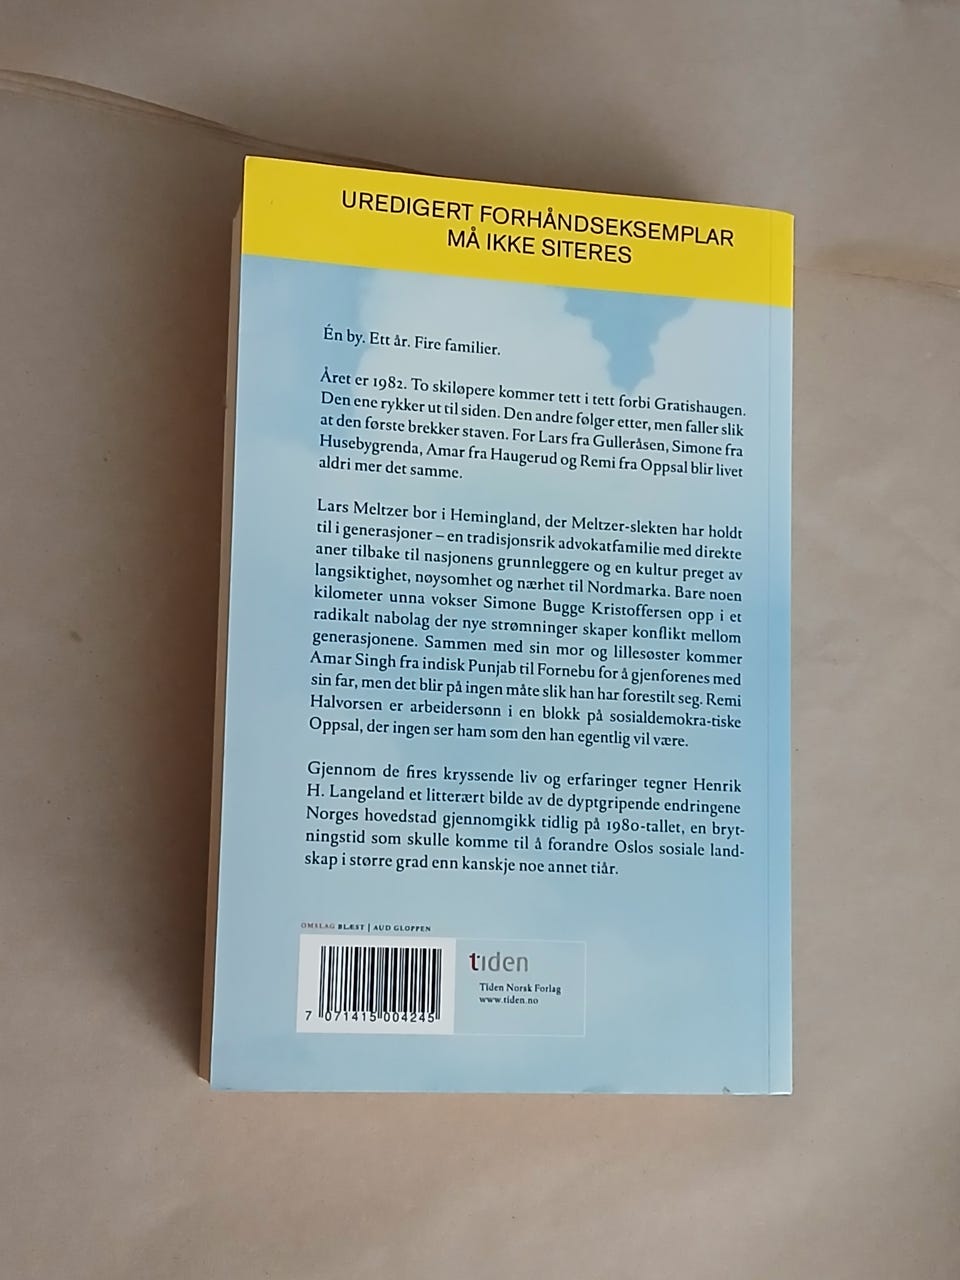 UREDIGERT FORHÅNDSEKSEMPLAR
MÅ IKKE SITERES
Én by. Ett år. Fire familier.
Året er 1982. To skiløpere kommer tett i tett forbi Gratishaugen.
Den ene rykker ut til siden. Den andre følger etter, men faller slik
at den første brekker staven. For Lars fra Gulleråsen, Simone fra
Husebygrenda, Amar fra Haugerud og Remi fra Oppsal blir livet
aldri mer det samme.
Lars Meltzer bor i Hemingland, der Meltzer-slekten har holdt
til i generasjoner – en tradisjonsrik advokatfamilie med direkte
aner tilbake til nasjonens grunnleggere og en kultur preget av
langsiktighet, nøysomhet og nærhet til Nordmarka. Bare noen
kilometer unna vokser Simone Bugge Kristoffersen opp i et
radikalt nabolag der nye strømninger skaper konflikt mellom
generasjonene. Sammen med sin mor og lillesøster kommer
Amar Singh fra indisk Punjab til Fornebu for å gjenforenes med
sin far, men det blir på ingen måte slik han har forestilt seg. Remi
Halvorsen er arbeidersønn i en blokk på sosialdemokra-tiske
Oppsal, der ingen ser ham som den han egentlig vil være.
Gjennom de fires kryssende liv og erfaringer tegner Henrik
H. Langeland et litterært bilde av de dyptgripende endringene
Norges hovedstad gjennomgikk tidlig på 1980-tallet, en bryt-
ningstid som skulle komme til å forandre Oslos sosiale land-
skap i større grad enn kanskje noe annet tiår.
OMSLAG BLÆST | AUD GLOPPEN
tiden
Tiden Norsk Forlag
www.tiden.no
7 071415 004245